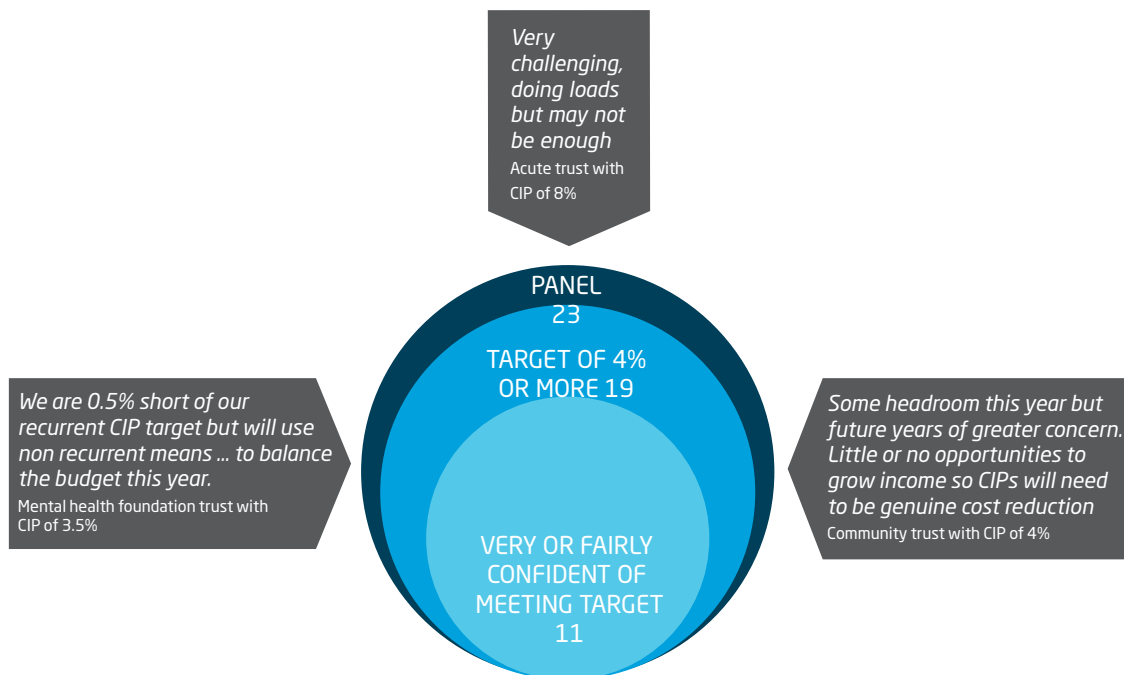 Very
challenging,
doing loads
but may not
be enough
Acute trust with
CIP of 8%
PANEL
23
TARGET OF 4%
OR MORE 19
We are 0.5% short of our
recurrent CIP target but will use
non recurrent means ... to balance
the budget this year.
Mental health foundation trust with
CIP of 3.5%
Some headroom this year but
future years of greater concern.
Little or no opportunities to
grow income so CIPs will need
to be genuine cost reduction
Community trust with CIP of 4%
VERY OR FAIRLY
CONFIDENT OF
MEETING TARGET
11